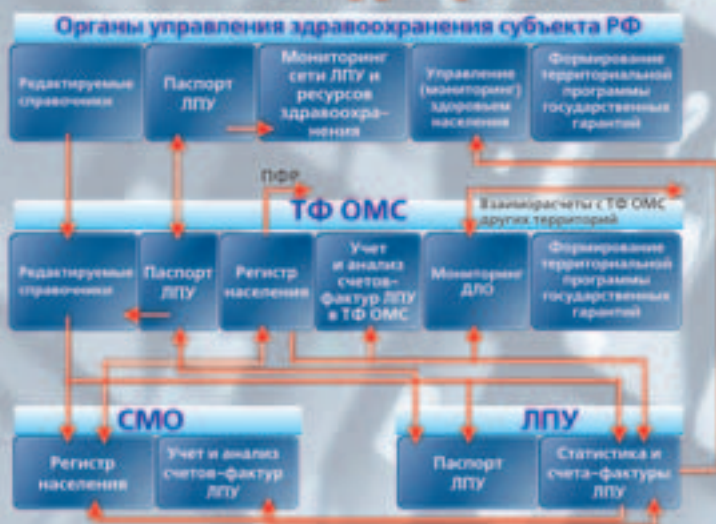 Органы управления здравоохранения субъекта РФ
Редактируемые
справочники
Паспорт
ЛПУ
Мониторинг
сети ЛПУ и
ресурсов
здравоохра-
нения
Управление
(мониторинг)
здоровьем
населения
Формирование
территориальной
программы
государственных
гарантий
ПФР
Взаиморасчеты с ТФ ОМС
других территорий
ТФ ОМС
Редактируемые
справочники
Паспорт
ЛПУ
Регистр
населения
Учет
и анализ
счетов-
фактур ЛПУ
в ТФ ОМС
Мониторинг
ДЛО
Формирование
территориальной
программы
государственных
гарантий
СМО
Регистр
населения
Учет и анализ
счетов-фактур
ЛПУ
ЛПУ
Паспорт
ЛПУ
Статистика и
счета-фактуры
ЛПУ